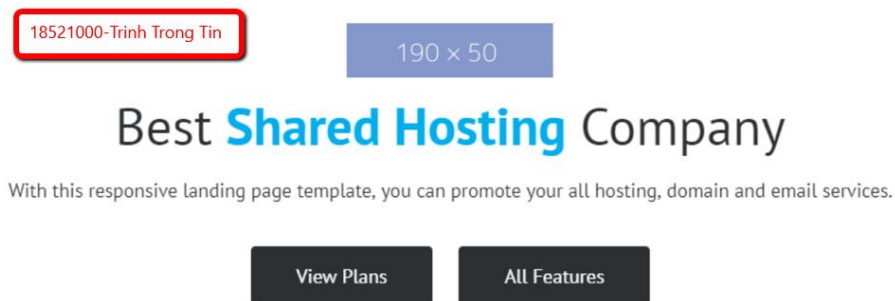 18521000-Trinh Trong Tin
190 × 50
Best Shared Hosting Company
With this responsive landing page template, you can promote your all hosting, domain and email services.
View Plans
All Features